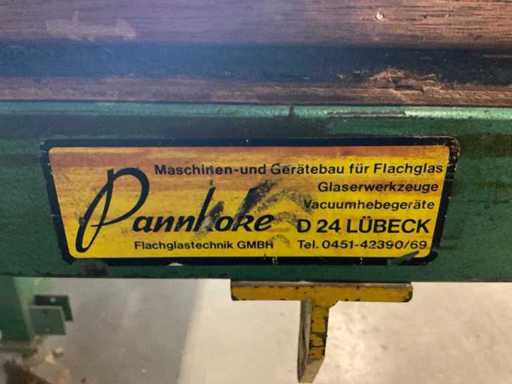 Maschinen-und Gerätebau für Flachglas
Glaserwerkzeuge
Vacuumhebegeräte
Pannhoke D 24 LÜBECK
Flachglastechnik GMBH Tel. 0451-42390/69